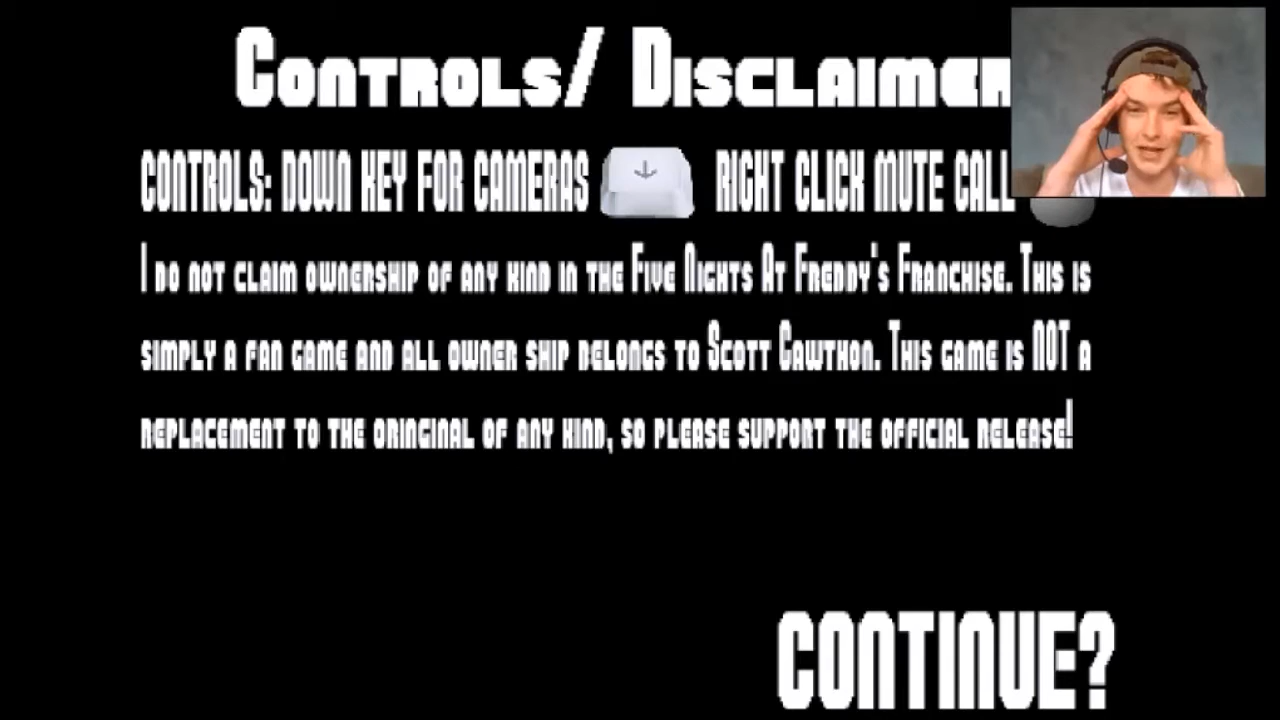 Controls/ Disclaimer
CONTROLS: DOWN KEY FOR CAMERAS RIGHT CLICK MUTE CALL
I do not claim ownership of any kind in the Five Nights At Freddy's Franchise. This is
simply a fan game and all owner ship belongs to Scott Cawthon. This game is NOT a
replacement to the oringinal of any kind, so please support the official release!
CONTINUE?